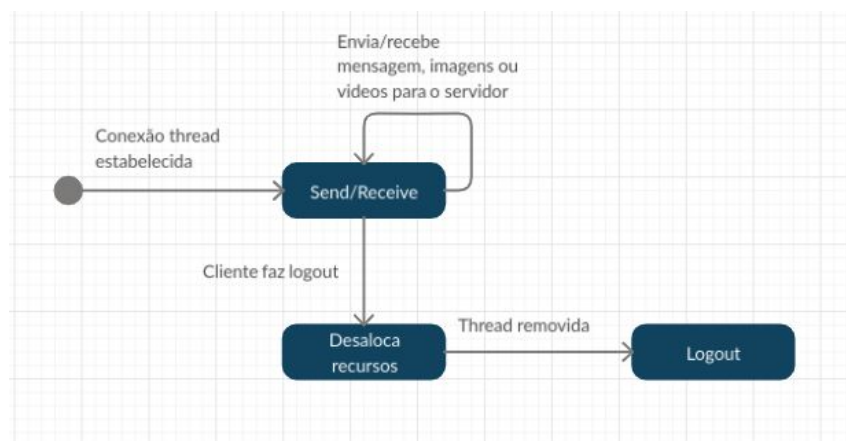 Envia/recebe
mensagem, imagens ou
videos para o servidor
Conexão thread
estabelecida
Send/Receive
Cliente faz logout
Desaloca
recursos
Thread removida
Logout